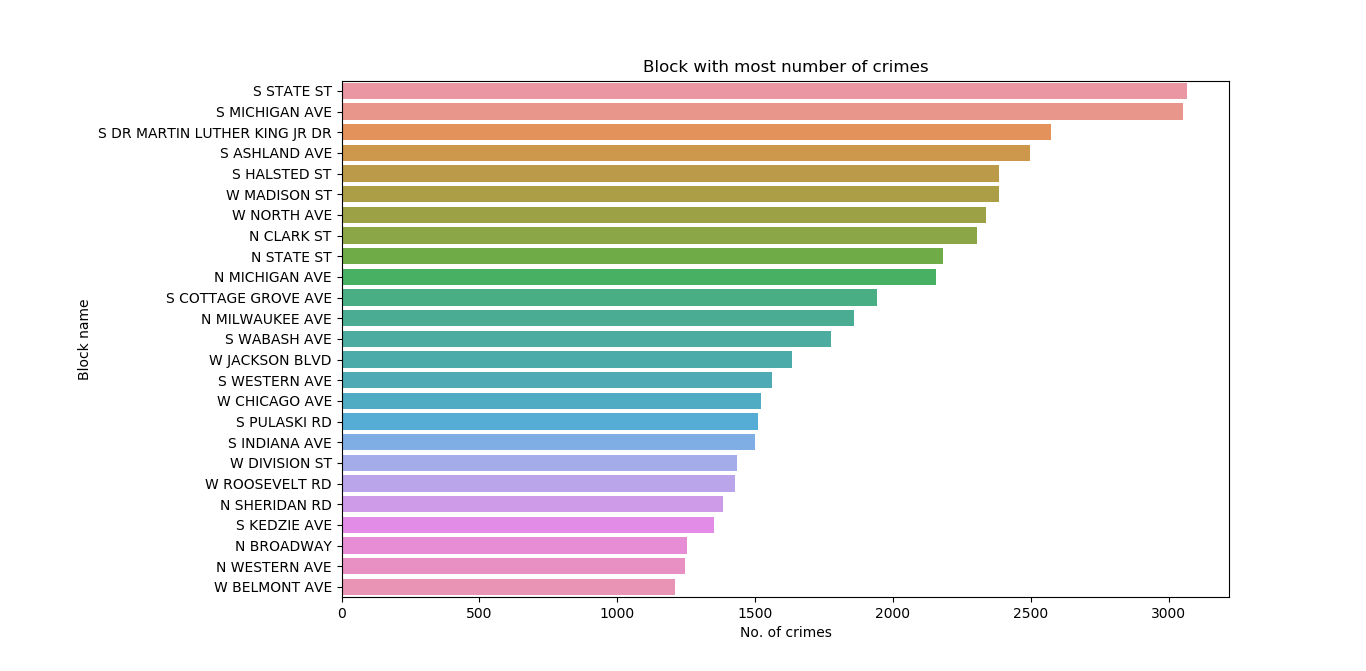 Block with most number of crimes
S STATE ST
S MICHIGAN AVE
S DR MARTIN LUTHER KING JR DR
S ASHLAND AVE
S HALSTED ST
W MADISON ST
W NORTH AVE
N CLARK ST
N STATE ST
N MICHIGAN AVE
S COTTAGE GROVE AVE
N MILWAUKEE AVE
S WABASH AVE
W JACKSON BLVD
S WESTERN AVE
W CHICAGO AVE
S PULASKI RD
S INDIANA AVE
W DIVISION ST
W ROOSEVELT RD
N SHERIDAN RD
S KEDZIE AVE
N BROADWAY
N WESTERN AVE
W BELMONT AVE
Block name
0 500 1000 1500 2000 2500 3000
No. of crimes